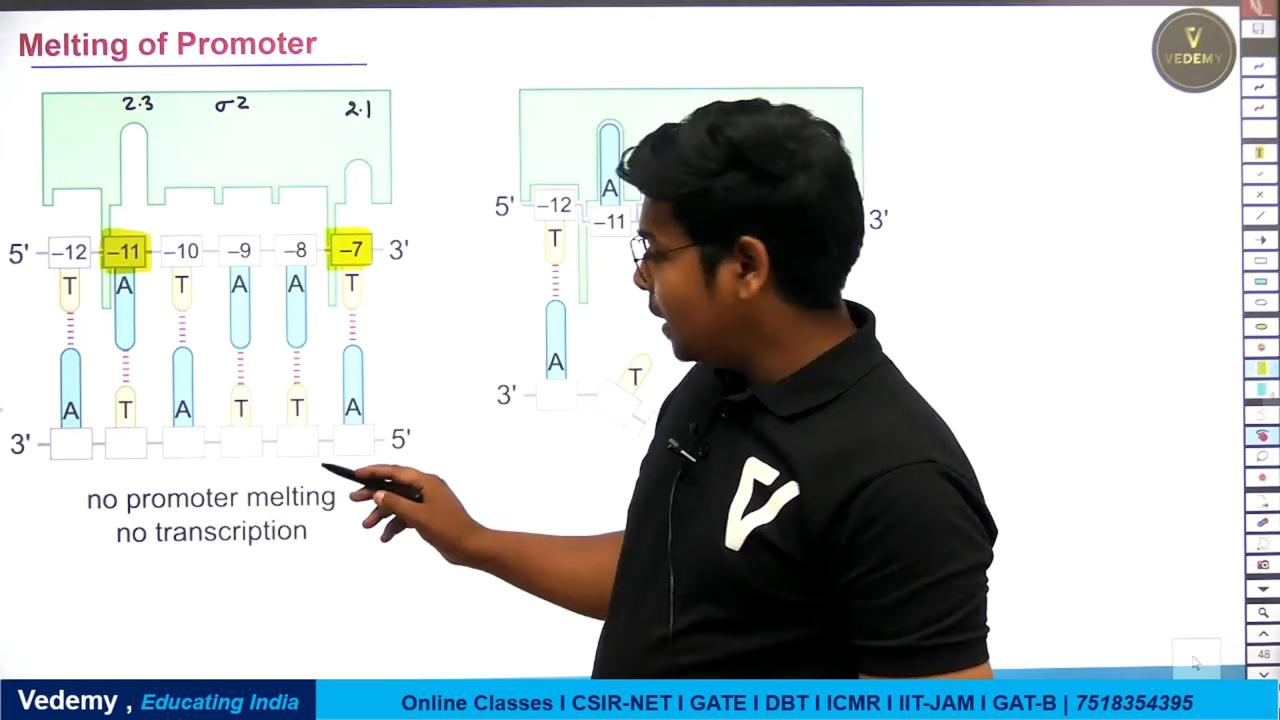 Melting of Promoter
VEDEMY
2.3 σ2 2.1
5' –12 –11 –10 –9 –8 –7 3'
T A T A A T
A T A T T A
3' 5'
no promoter melting
no transcription
A
5' –12 –11 3'
T
A T
3'
48
Vedemy , Educating India
Online Classes I CSIR-NET I GATE I DBT I ICMR I IIT-JAM I GAT-B | 7518354395